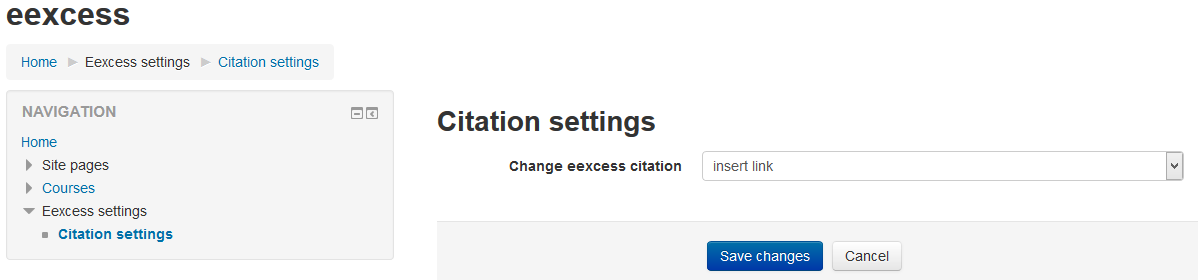 eexcess
Home Eexcess settings Citation settings
NAVIGATION
Home
Site pages
Courses
Eexcess settings
Citation settings
Citation settings
Change eexcess citation insert link
Save changes Cancel